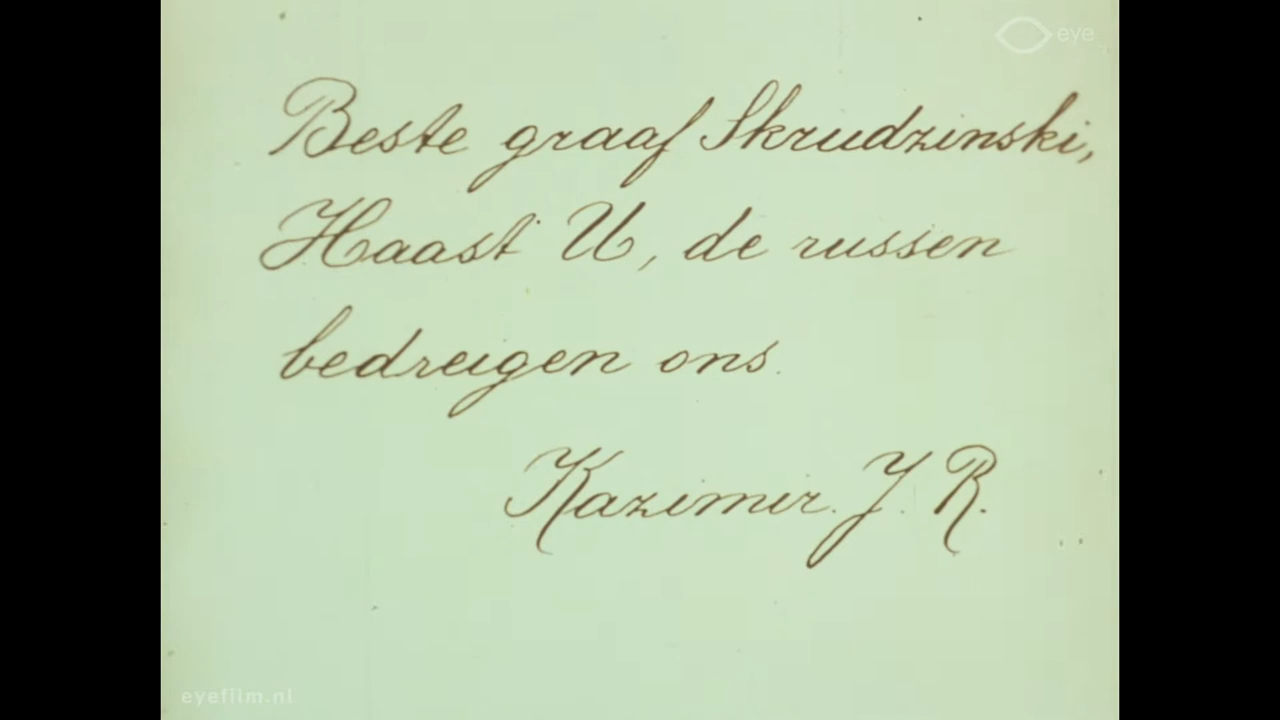 eye
Beste graaf Skrudzinski,
Haast U, de russen
bedreigen ons.
Kazimir. J. R.
eyefilm.nl